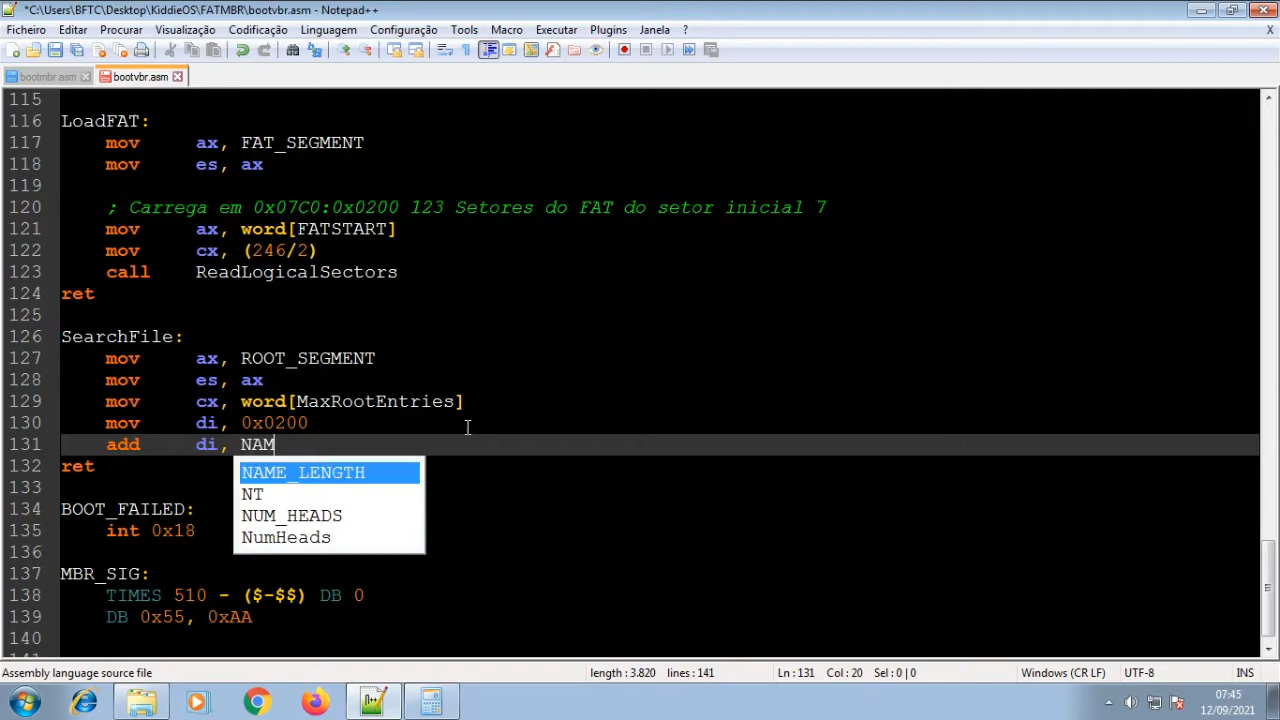 *C:\Users\BFTC\Desktop\KiddieOS\FATMBR\bootvbr.asm - Notepad++
Ficheiro Editar Procurar Visualização Codificação Linguagem Configuração Tools Macro Executar Plugins Janela ? X
bootmbr.asm bootvbr.asm
115
116 LoadFAT:
117 mov ax, FAT_SEGMENT
118 mov es, ax
119
120 ; Carrega em 0x07C0:0x0200 123 Setores do FAT do setor inicial 7
121 mov ax, word[FATSTART]
122 mov cx, (246/2)
123 call ReadLogicalSectors
124 ret
125
126 SearchFile:
127 mov ax, ROOT_SEGMENT
128 mov es, ax
129 mov cx, word[MaxRootEntries]
130 mov di, 0x0200
131 add di, NAM
132 ret
NAME_LENGTH
133
NT
134 BOOT_FAILED:
NUM_HEADS
135 int 0x18
NumHeads
136
137 MBR_SIG:
138 TIMES 510 - ($-$$) DB 0
139 DB 0x55, 0xAA
140
141
Assembly language source file length : 3.820 lines : 141 Ln : 131 Col : 20 Sel : 0 | 0 Windows (CR LF) UTF-8 INS
07:45
12/09/2021